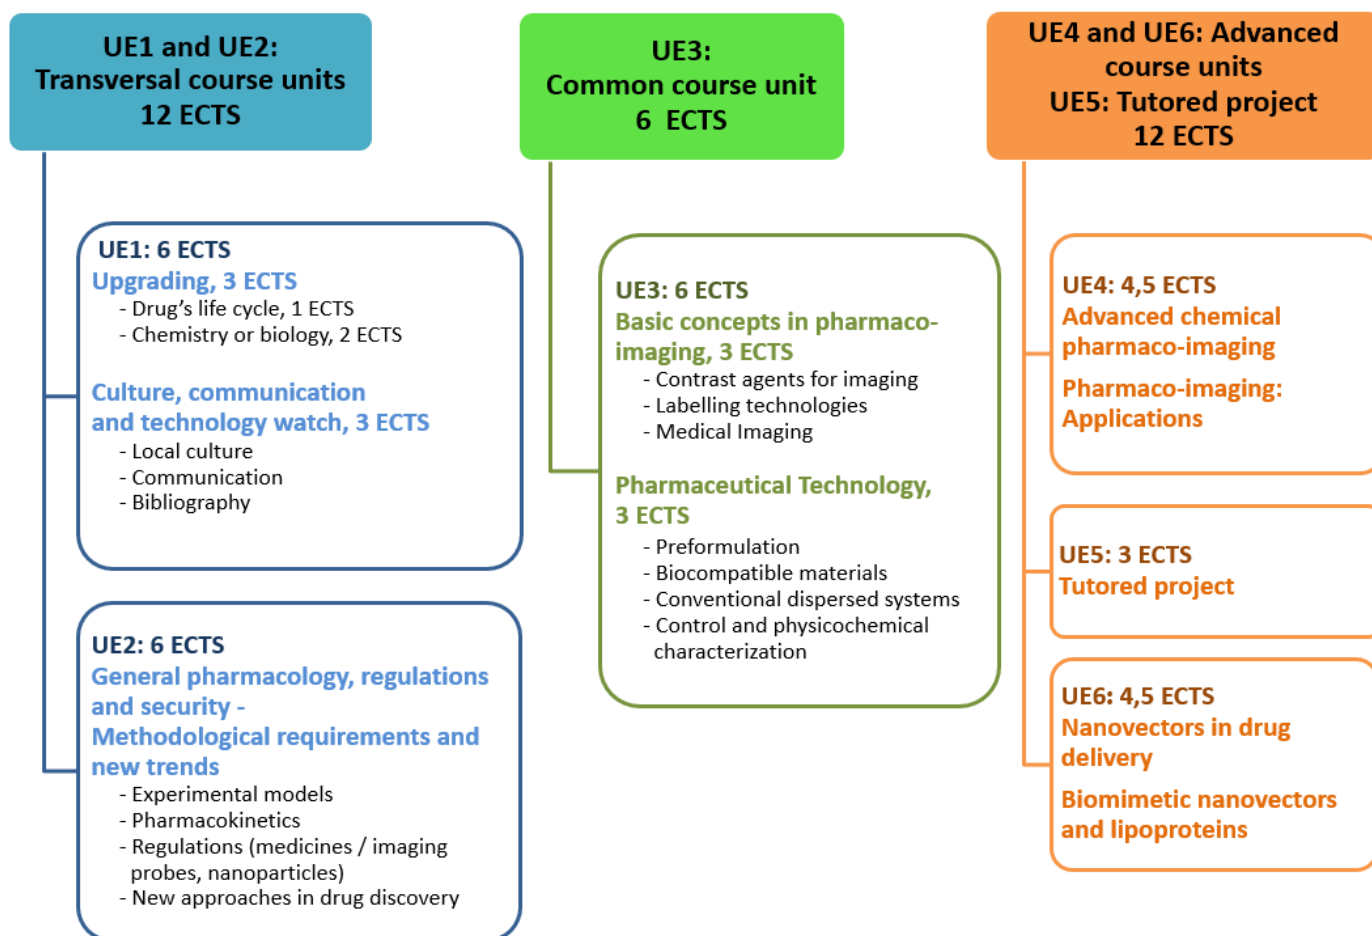 UE1 and UE2:
Transversal course units
12 ECTS
UE1: 6 ECTS
Upgrading, 3 ECTS
- Drug's life cycle, 1 ECTS
- Chemistry or biology, 2 ECTS
Culture, communication
and technology watch, 3 ECTS
- Local culture
- Communication
- Bibliography
UE2: 6 ECTS
General pharmacology, regulations
and security -
Methodological requirements and
new trends
- Experimental models
- Pharmacokinetics
- Regulations (medicines / imaging
probes, nanoparticles)
- New approaches in drug discovery
UE3:
Common course unit
6 ECTS
UE3: 6 ECTS
Basic concepts in pharmaco-
imaging, 3 ECTS
- Contrast agents for imaging
- Labelling technologies
- Medical Imaging
Pharmaceutical Technology,
3 ECTS
- Preformulation
- Biocompatible materials
- Conventional dispersed systems
- Control and physicochemical
characterization
UE4 and UE6: Advanced
course units
UE5: Tutored project
12 ECTS
UE4: 4,5 ECTS
Advanced chemical
pharmaco-imaging
Pharmaco-imaging:
Applications
UE5: 3 ECTS
Tutored project
UE6: 4,5 ECTS
Nanovectors in drug
delivery
Biomimetic nanovectors
and lipoproteins